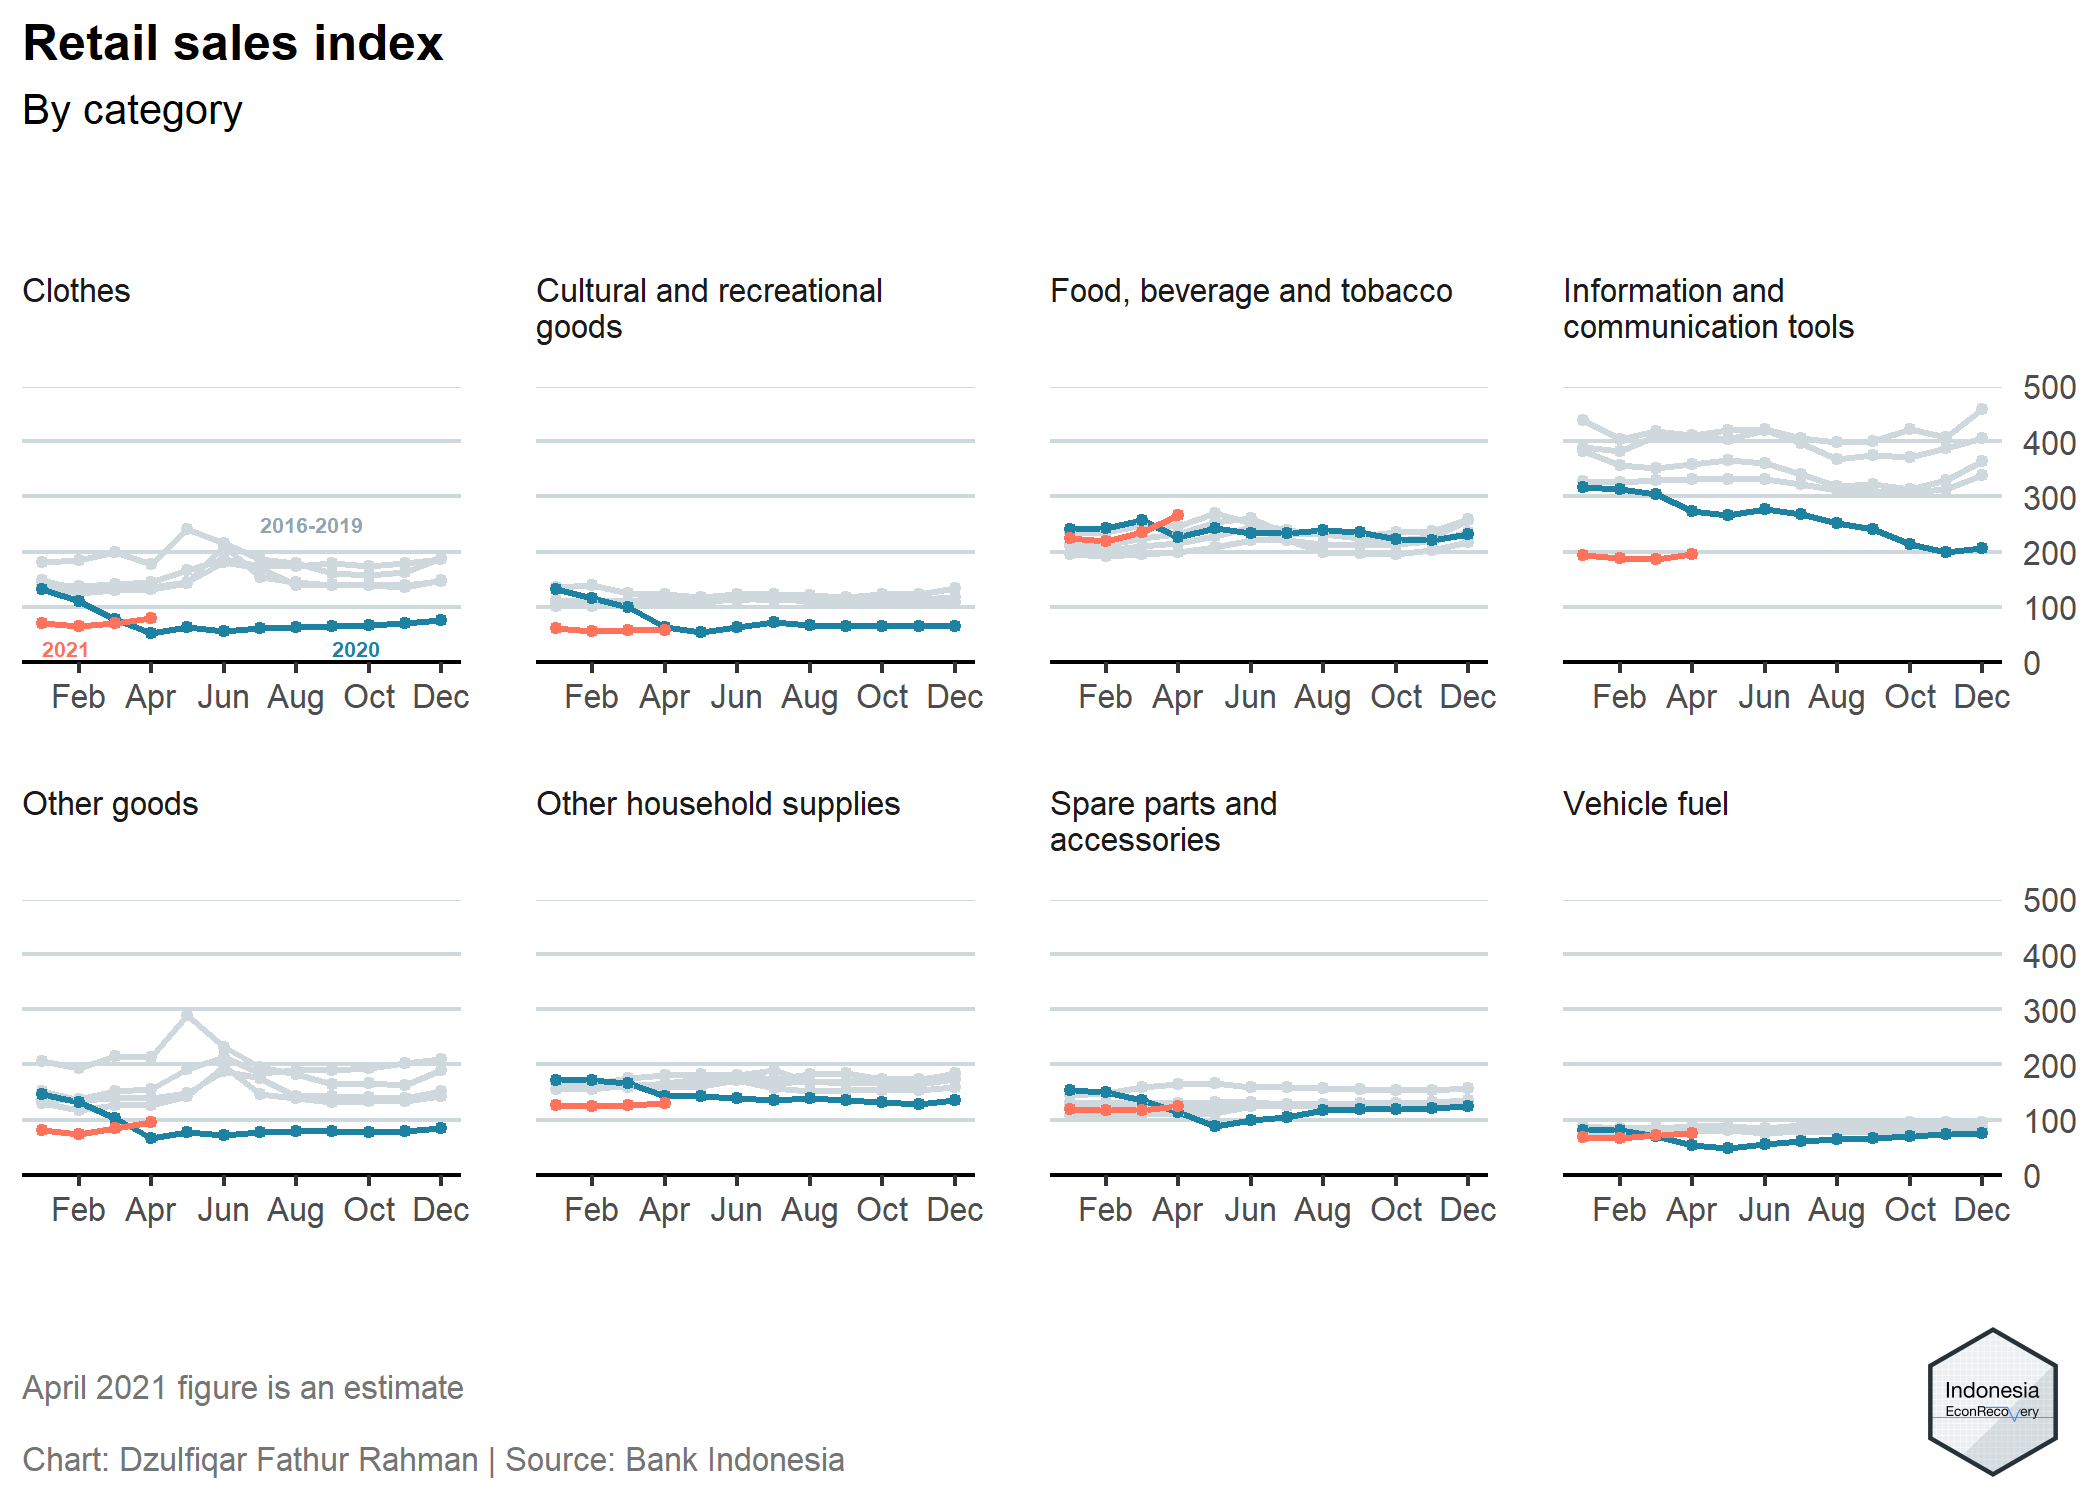 Retail sales index
By category
Clothes
Cultural and recreational
goods
Food, beverage and tobacco
Information and
communication tools
500
400
300
200
100
0
2016-2019
2021
2020
Feb Apr Jun Aug Oct Dec
Feb Apr Jun Aug Oct Dec
Feb Apr Jun Aug Oct Dec
Feb Apr Jun Aug Oct Dec
Other goods
Other household supplies
Spare parts and
accessories
Vehicle fuel
500
400
300
200
100
0
Feb Apr Jun Aug Oct Dec
Feb Apr Jun Aug Oct Dec
Feb Apr Jun Aug Oct Dec
Feb Apr Jun Aug Oct Dec
April 2021 figure is an estimate
Chart: Dzulfiqar Fathur Rahman | Source: Bank Indonesia
Indonesia
EconRecovery